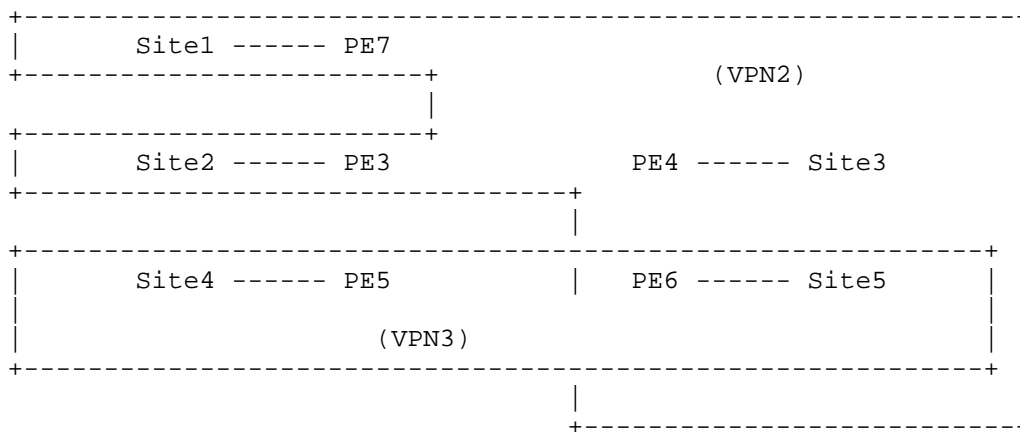 +---------------------------------------------------------------
|       Site1 ------ PE7
+-------------------------+                 (VPN2)
                          |
+-------------------------+
|       Site2 ------ PE3               PE4 ------ Site3
+----------------------------------+
                                   |
+------------------------------------------------------------+
|       Site4 ------ PE5           |   PE6 ------ Site5      |
|                                                            |
|                      (VPN3)                                |
+------------------------------------------------------------+
                                   |
                                   +----------------------------